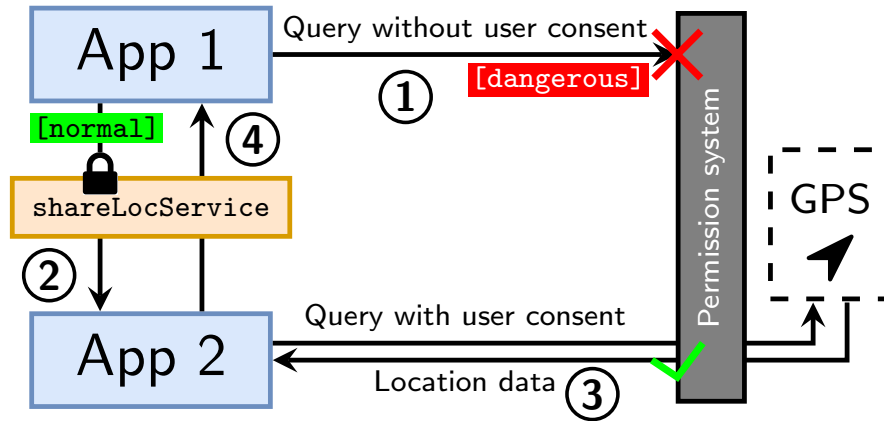 App 1
Query without user consent
[dangerous]
1
[normal]
4
shareLocService
2
Permission system
GPS
App 2
Query with user consent
Location data
3